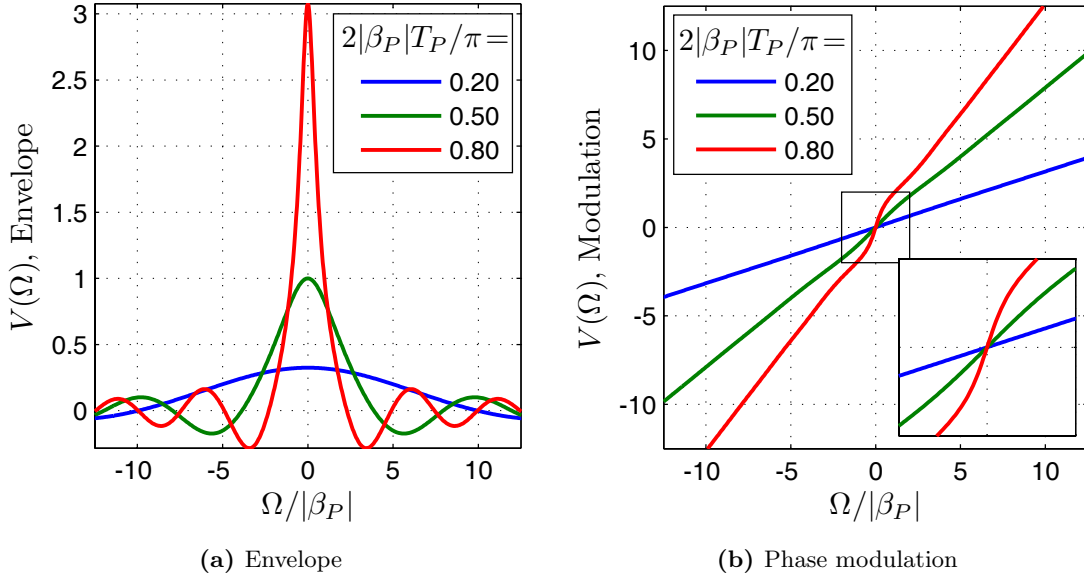 2|β_P|T_P/π=
0.20
0.50
0.80
3
2.5
2
1.5
1
0.5
0
-10 -5 0 5 10
V(Ω), Envelope
Ω/|β_P|
(a) Envelope
2|β_P|T_P/π=
0.20
0.50
0.80
10
5
0
-5
-10
-10 -5 0 5 10
V(Ω), Modulation
Ω/|β_P|
(b) Phase modulation